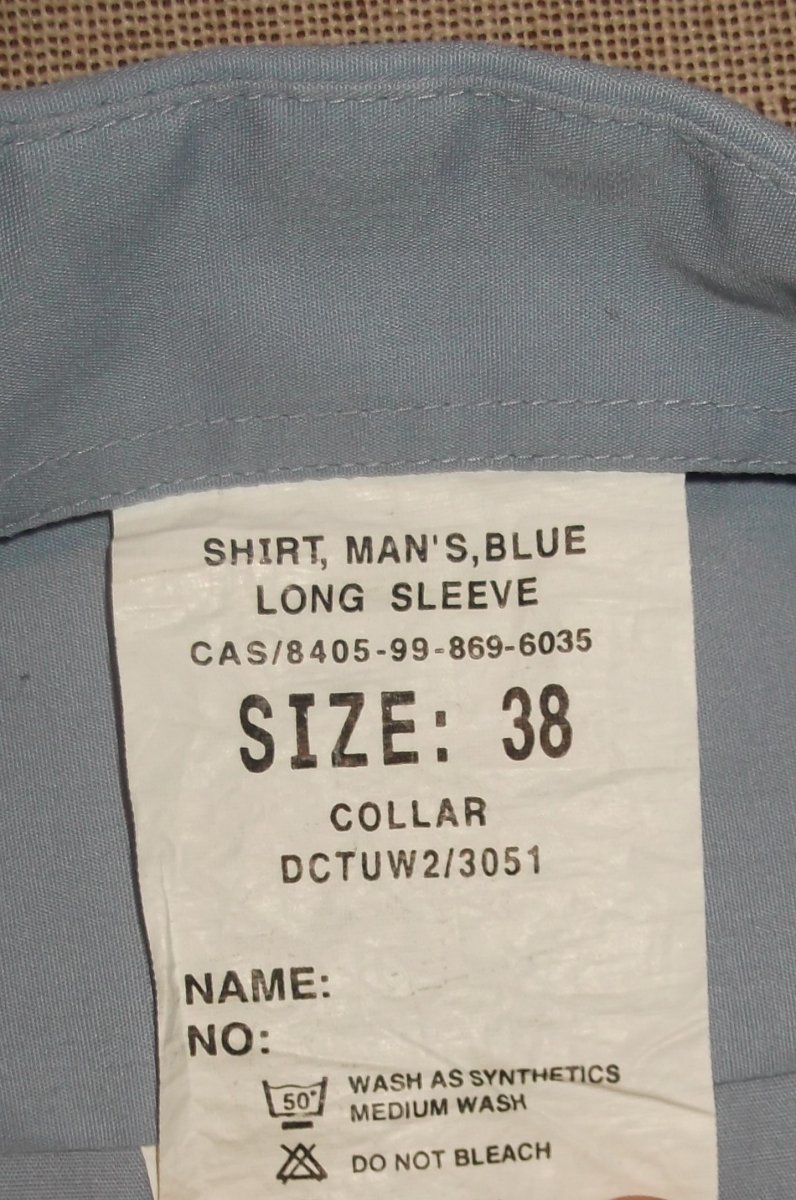 SHIRT, MAN'S, BLUE
LONG SLEEVE
CAS/8405-99-869-6035
SIZE: 38
COLLAR
DCTUW2/3051
NAME:
NO:
50° WASH AS SYNTHETICS
MEDIUM WASH
DO NOT BLEACH